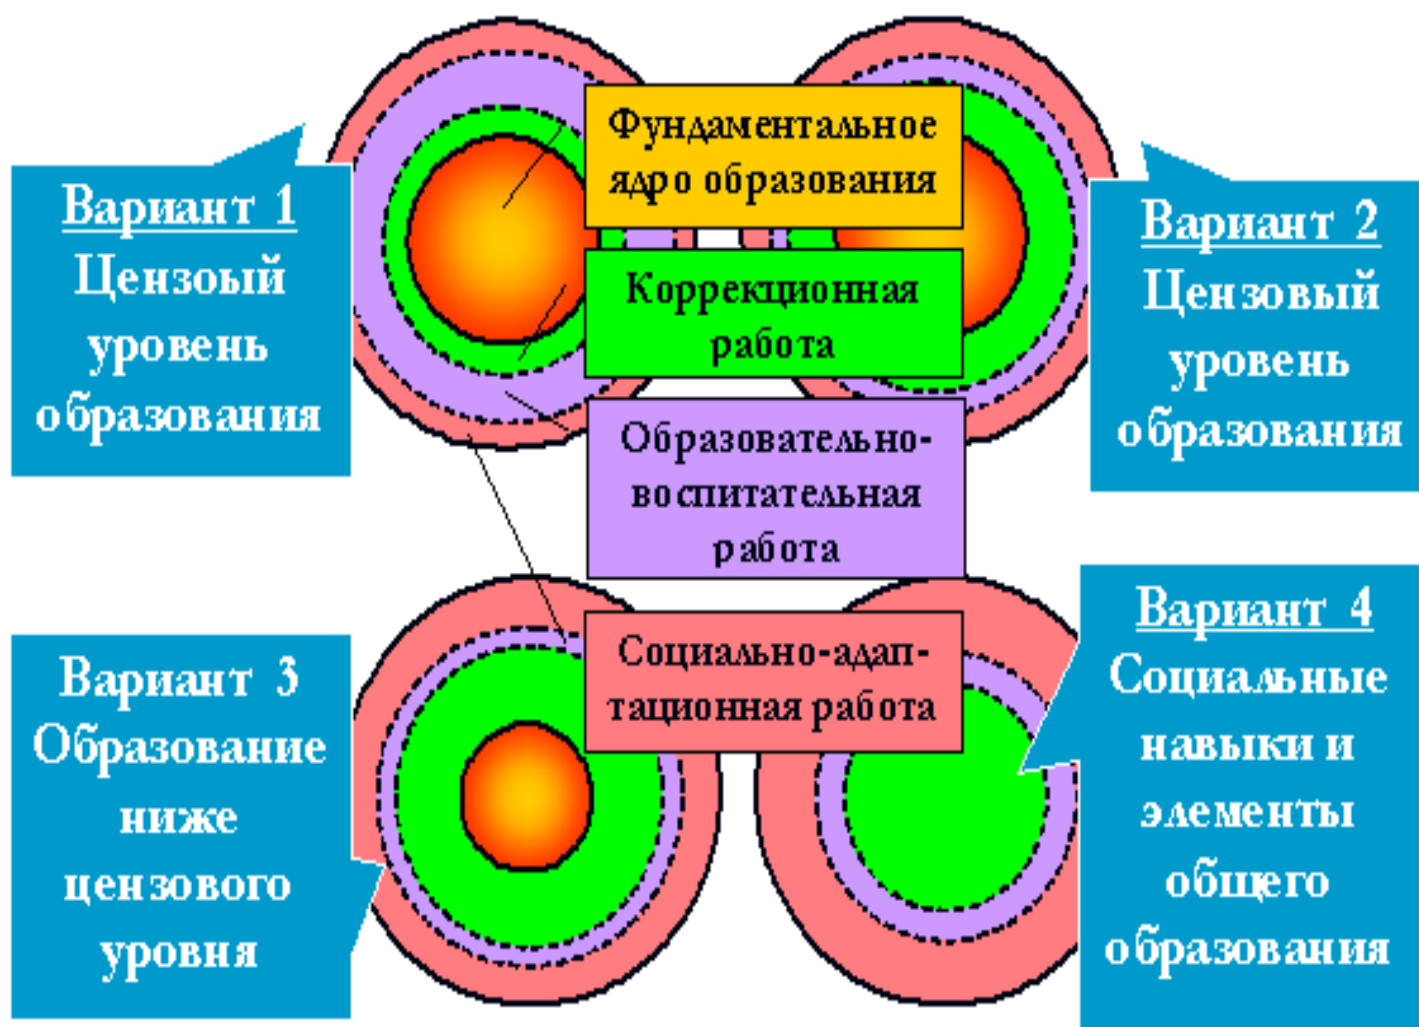 Вариант 1
Цензоый
уровень
образования
Фундаментальное
ядро образования
Коррекционная
работа
Образовательно-
воспитательная
работа
Социально-адап-
тационная работа
Вариант 2
Цензовый
уровень
образования
Вариант 3
Образование
ниже
цензового
уровня
Вариант 4
Социальные
навыки и
элементы
общего
образования